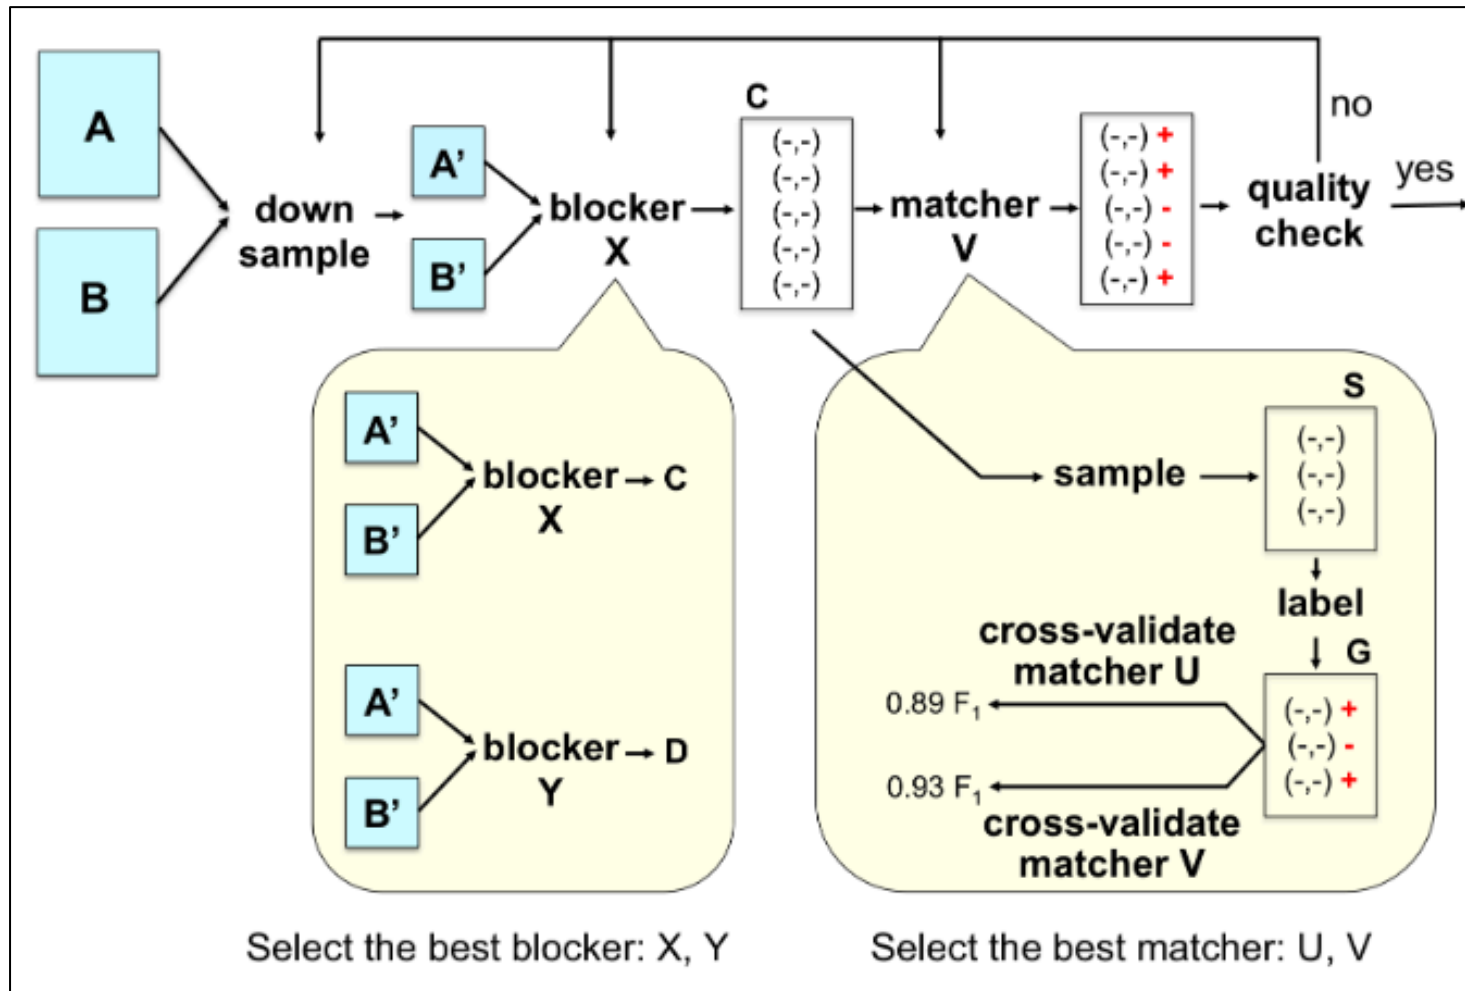 A
B
down
sample
A'
B'
blocker
X
C
(-,-)
(-,-)
(-,-)
(-,-)
(-,-)
matcher
V
(-,-) +
(-,-) +
(-,-) -
(-,-) -
(-,-) +
quality
check
no
yes
A'
B'
blocker
X
C
A'
B'
blocker
Y
D
sample
S
(-,-)
(-,-)
(-,-)
label
G
(-,-) +
(-,-) -
(-,-) +
cross-validate
matcher U
0.89 F₁
0.93 F₁
cross-validate
matcher V
Select the best blocker: X, Y
Select the best matcher: U, V